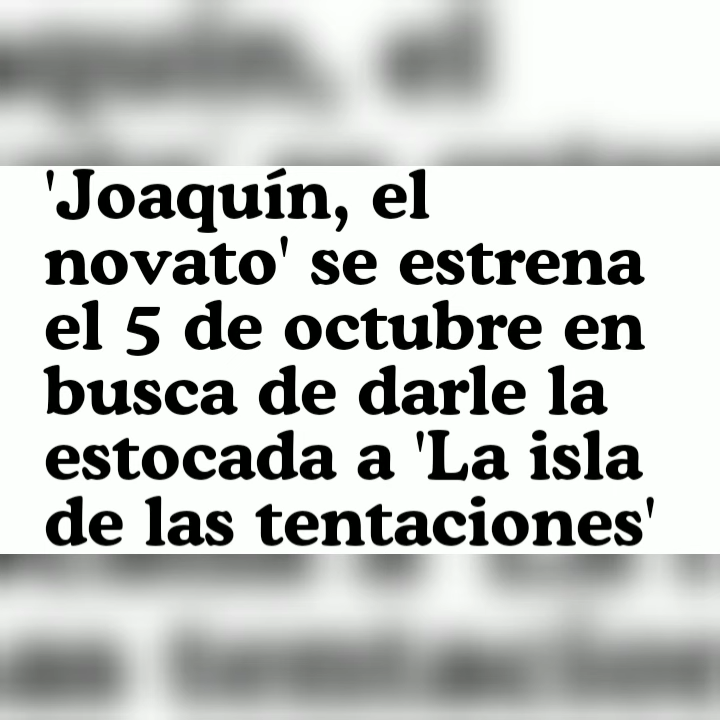 'Joaquín, el
novato' se estrena
el 5 de octubre en
busca de darle la
estocada a 'La isla
de las tentaciones'